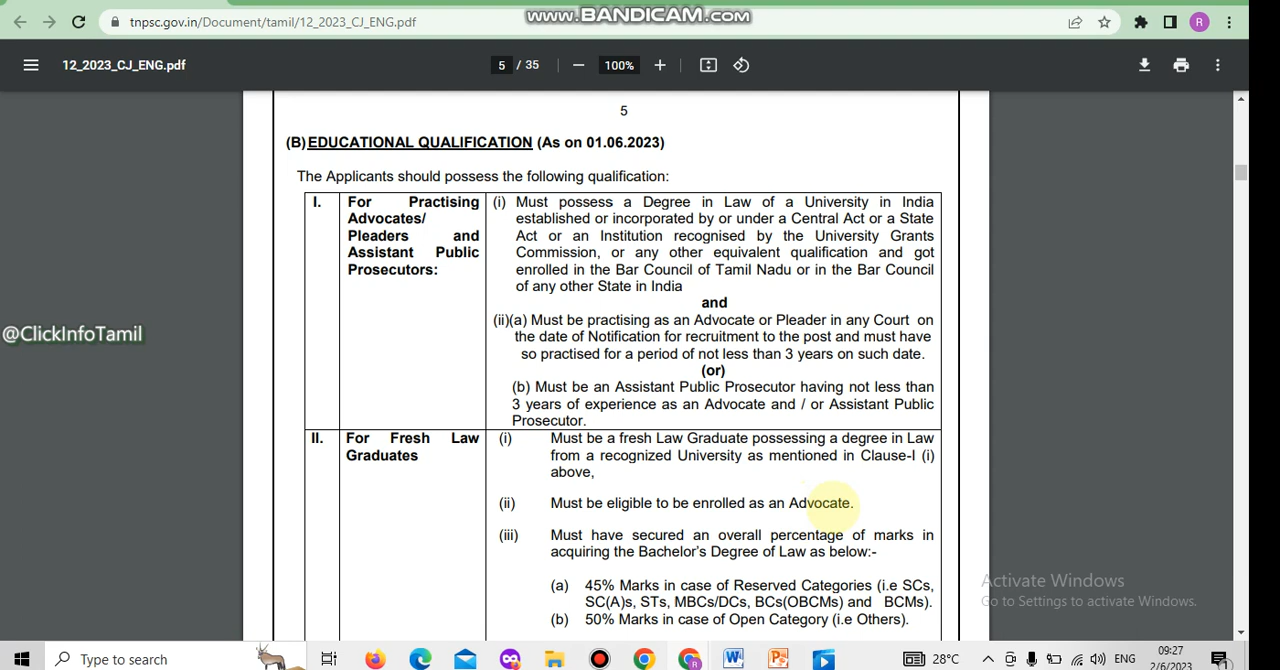 www.BANDICAM.com
tnpsc.gov.in/Document/tamil/12_2023_CJ_ENG.pdf
R
12_2023_CJ_ENG.pdf
5 / 35
100%
5
(B) EDUCATIONAL QUALIFICATION (As on 01.06.2023)
The Applicants should possess the following qualification:
I.
For Practising
Advocates/
Pleaders and
Assistant Public
Prosecutors:
(i) Must possess a Degree in Law of a University in India
established or incorporated by or under a Central Act or a State
Act or an Institution recognised by the University Grants
Commission, or any other equivalent qualification and got
enrolled in the Bar Council of Tamil Nadu or in the Bar Council
of any other State in India
and
(ii)(a) Must be practising as an Advocate or Pleader in any Court on
the date of Notification for recruitment to the post and must have
so practised for a period of not less than 3 years on such date.
(or)
(b) Must be an Assistant Public Prosecutor having not less than
3 years of experience as an Advocate and / or Assistant Public
Prosecutor.
II.
For Fresh Law
Graduates
(i) Must be a fresh Law Graduate possessing a degree in Law
from a recognized University as mentioned in Clause-I (i)
above,
(ii) Must be eligible to be enrolled as an Advocate.
(iii) Must have secured an overall percentage of marks in
acquiring the Bachelor's Degree of Law as below:-
(a) 45% Marks in case of Reserved Categories (i.e SCs,
SC(A)s, STs, MBCs/DCs, BCs(OBCMs) and BCMs).
(b) 50% Marks in case of Open Category (i.e Others).
@ClickInfoTamil
Activate Windows
Go to Settings to activate Windows.
Type here to search
28°C
ENG
09:27
2/6/202
1